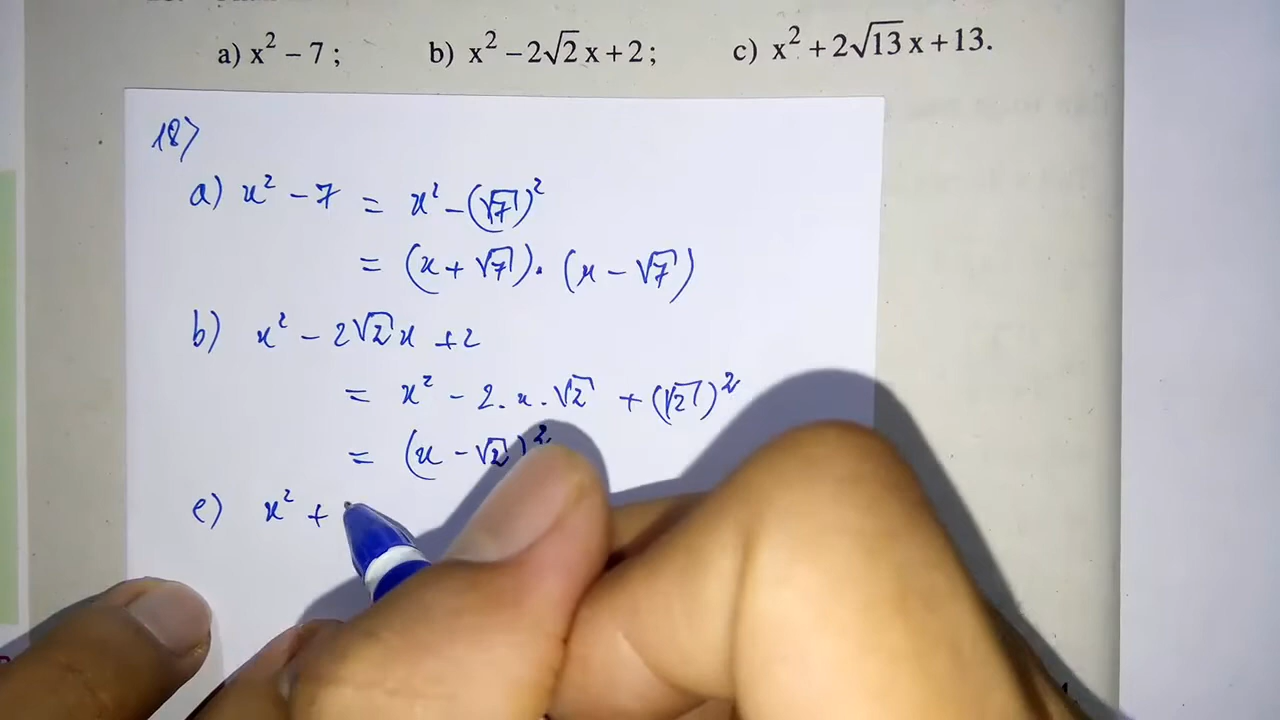 a) x² – 7 ; b) x² – 2√2 x + 2 ; c) x² + 2√13 x + 13.
18)
a) x² – 7 = x² – (√7)²
= (x + √7) . (x – √7)
b) x² – 2√2 x + 2
= x² – 2. x. √2 + (√2)²
= (x – √2)²
c) x² +